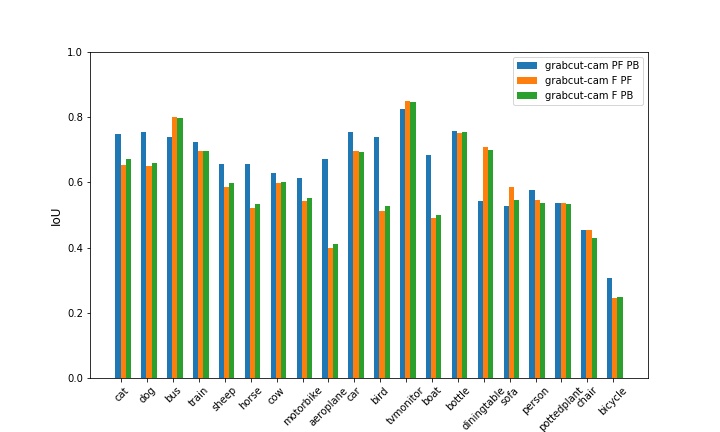 grabcut-cam PF PB
grabcut-cam F PF
grabcut-cam F PB
IoU
1.0
0.8
0.6
0.4
0.2
0.0
cat
dog
bus
train
sheep
horse
cow
motorbike
aeroplane
car
bird
tvmonitor
boat
bottle
diningtable
sofa
person
pottedplant
chair
bicycle